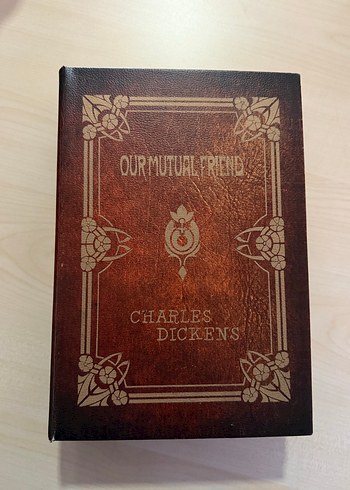 OUR MUTUAL FRIEND
CHARLES
DICKENS